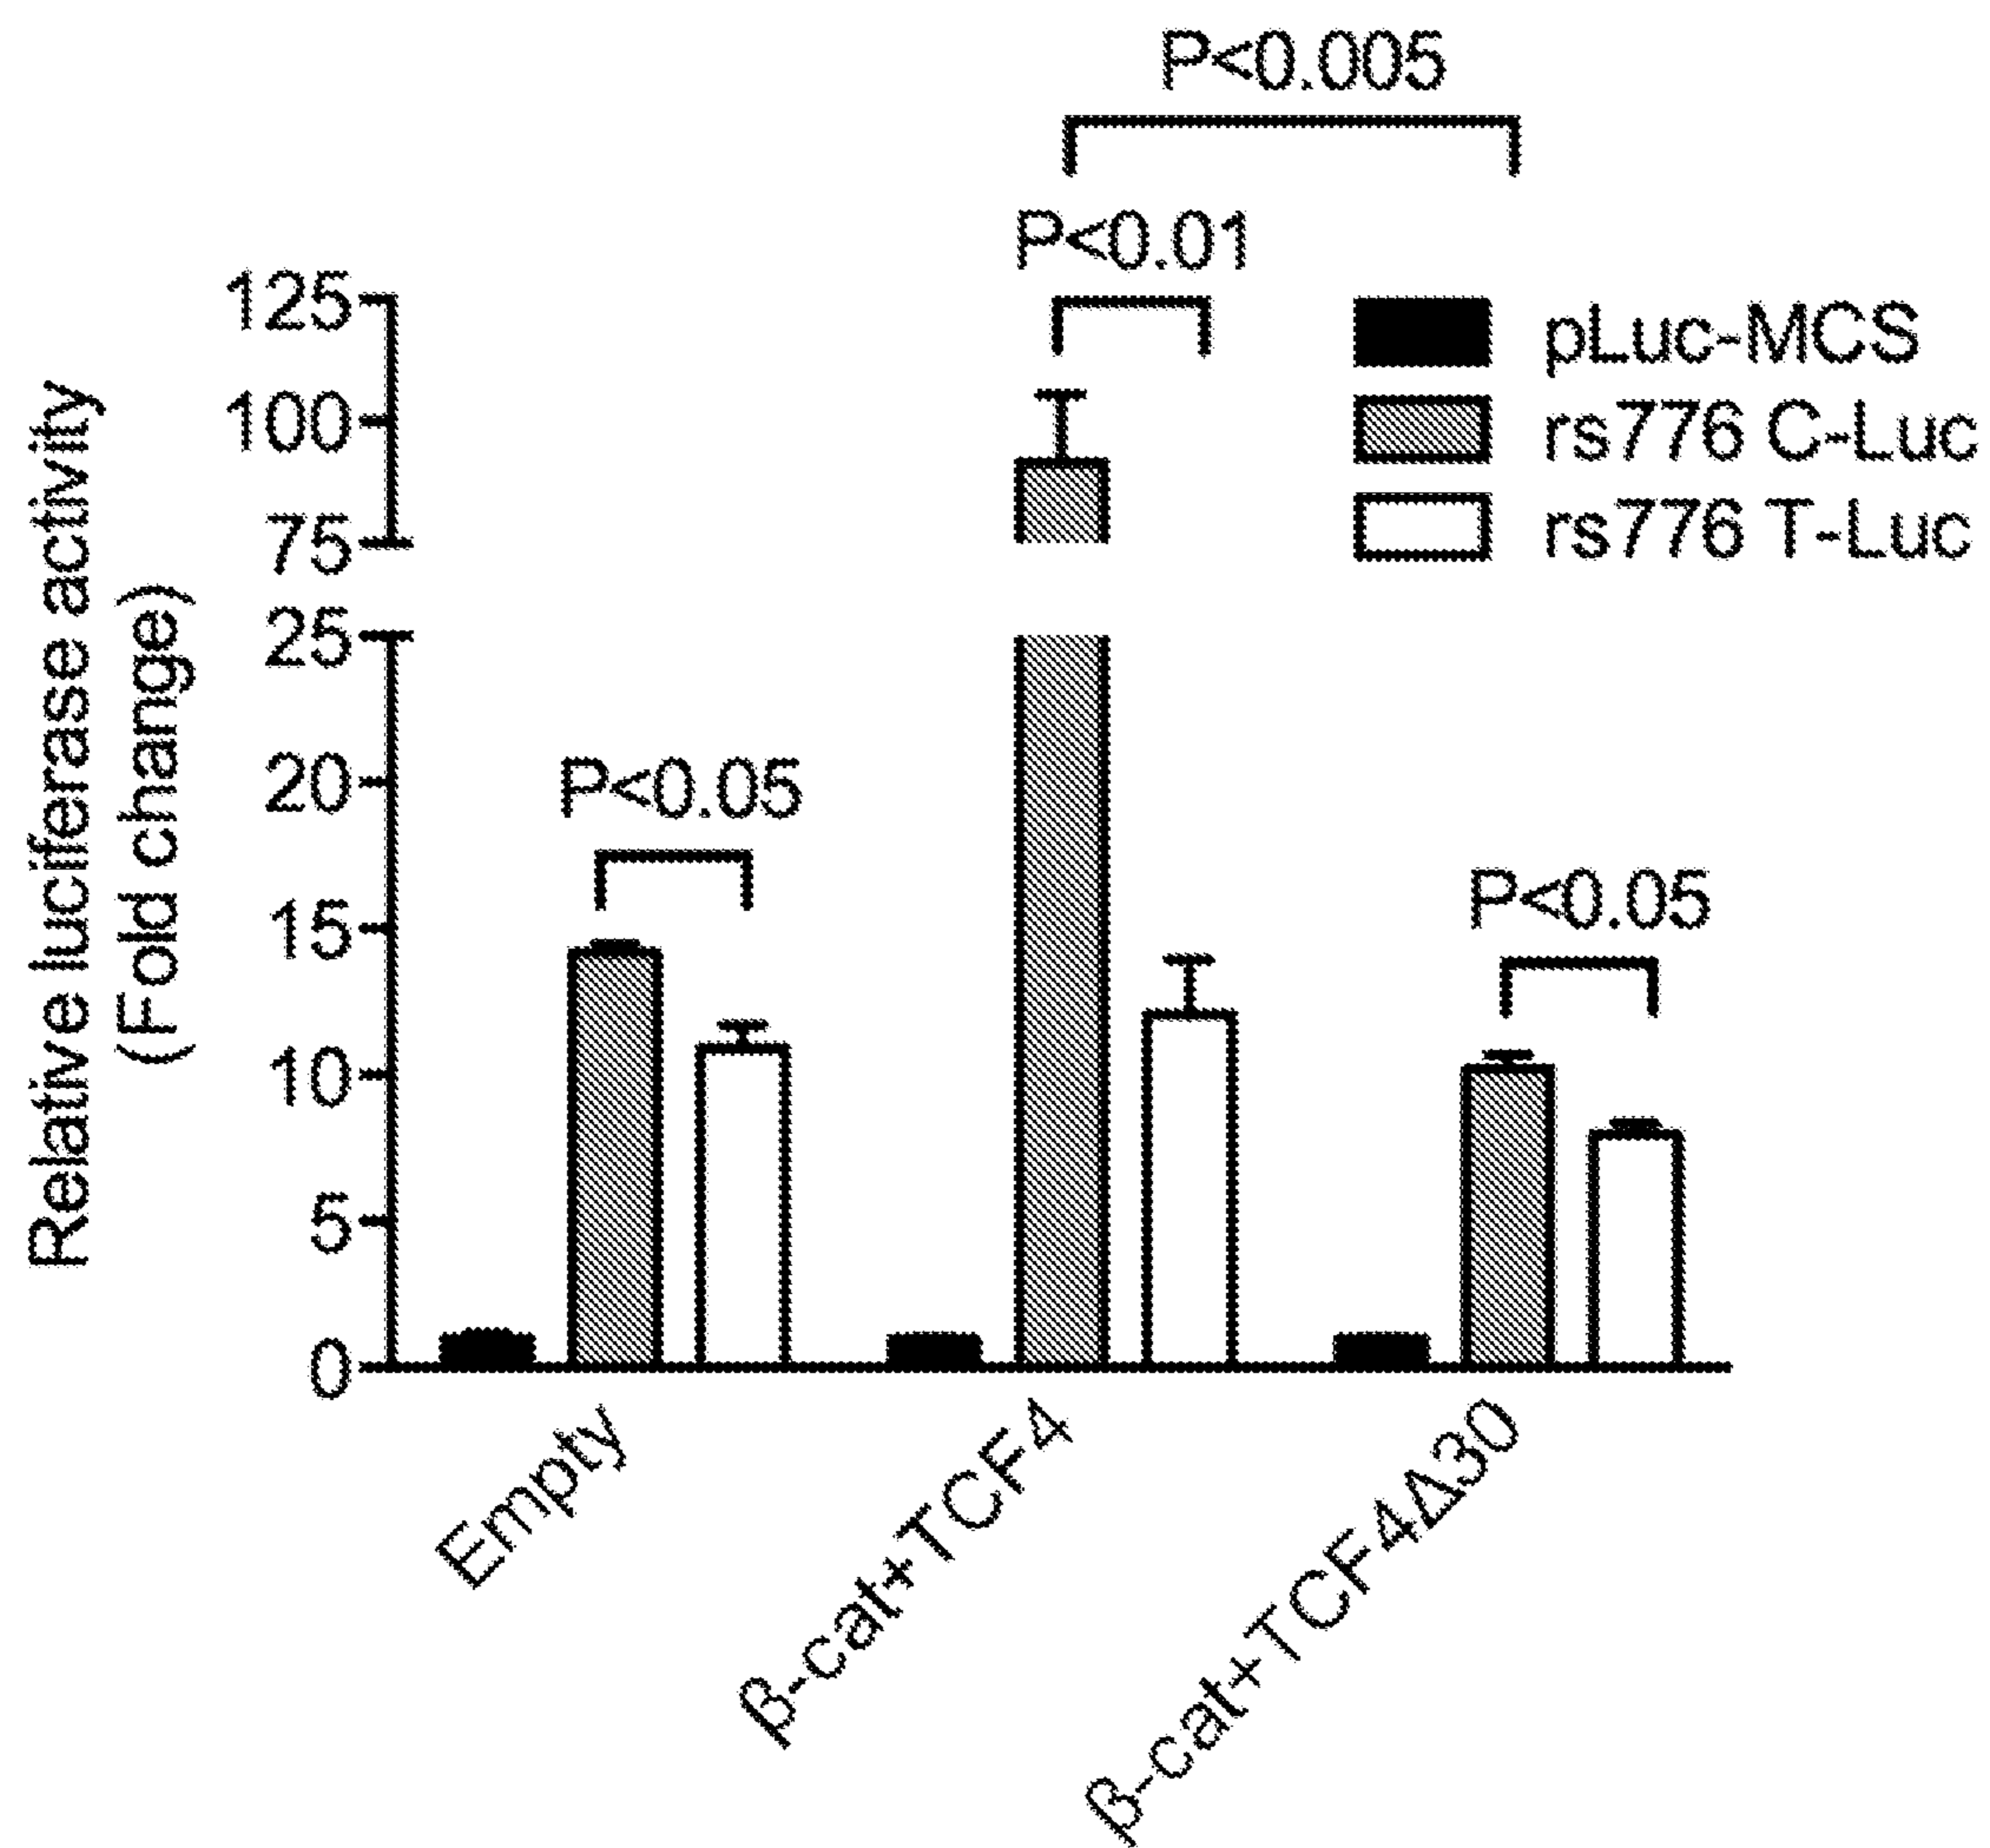 P<0.005
P<0.01
125
100
75
25
20
15
10
5
0
Relative luciferase activity
(Fold change)
pLuc-MCS
rs776 C-Luc
rs776 T-Luc
P<0.05
P<0.05
Empty
β-cat+TCF4
β-cat+TCF4Δ30